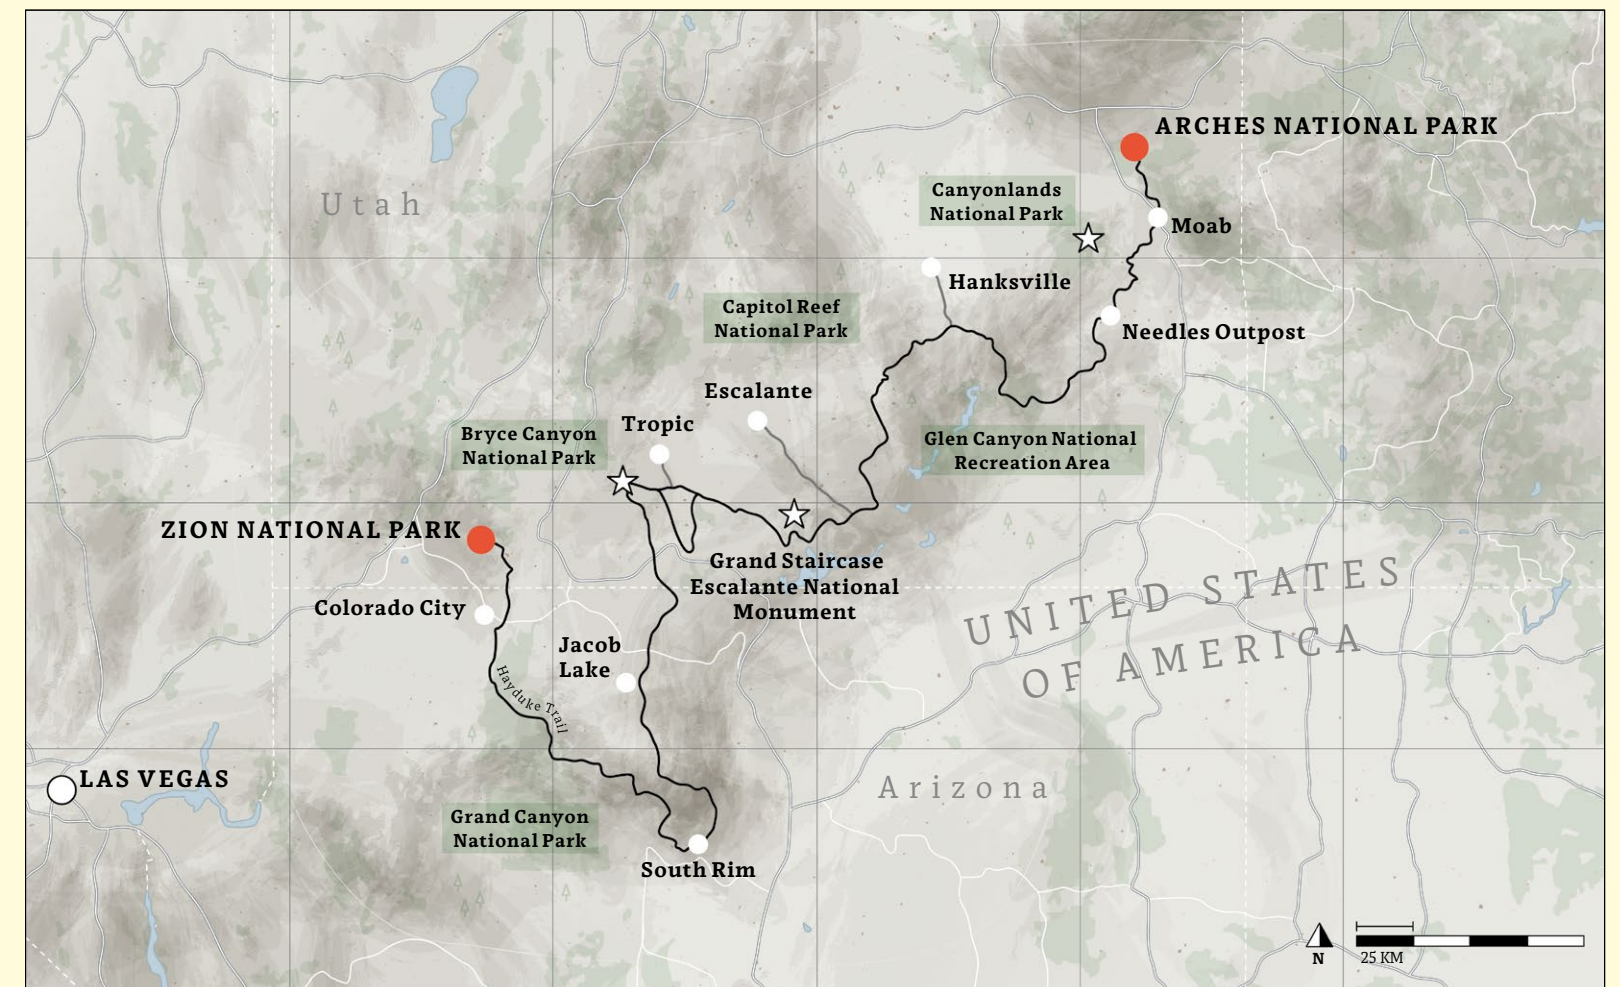 ARCHES NATIONAL PARK
Canyonlands
National Park
Utah
Moab
Hanksville
Capitol Reef
National Park
Needles Outpost
Escalante
Tropic
Bryce Canyon
National Park
Glen Canyon National
Recreation Area
ZION NATIONAL PARK
Grand Staircase
Escalante National
Monument
UNITED STATES
OF AMERICA
Colorado City
Jacob
Lake
Hayduke Trail
LAS VEGAS
Arizona
Grand Canyon
National Park
South Rim
N
25 KM